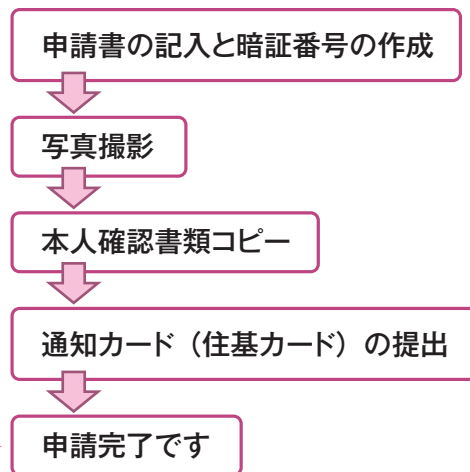 申請書の記入と暗証番号の作成
写真撮影
本人確認書類コピー
通知カード（住基カード）の提出
申請完了です